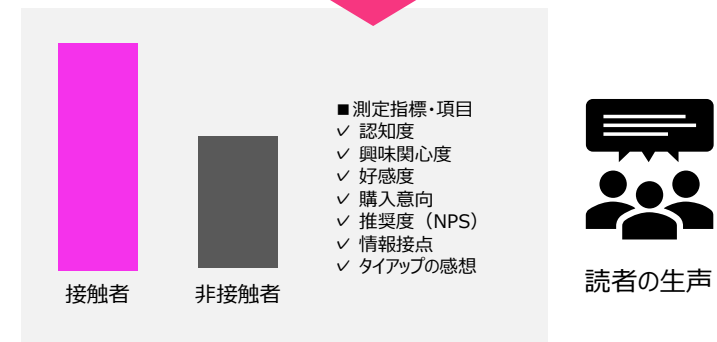 ■測定指標・項目
✓ 認知度
✓ 興味関心度
✓ 好感度
✓ 購入意向
✓ 推奨度（NPS）
✓ 情報接点
✓ タイアップの感想
接触者
非接触者
読者の生声